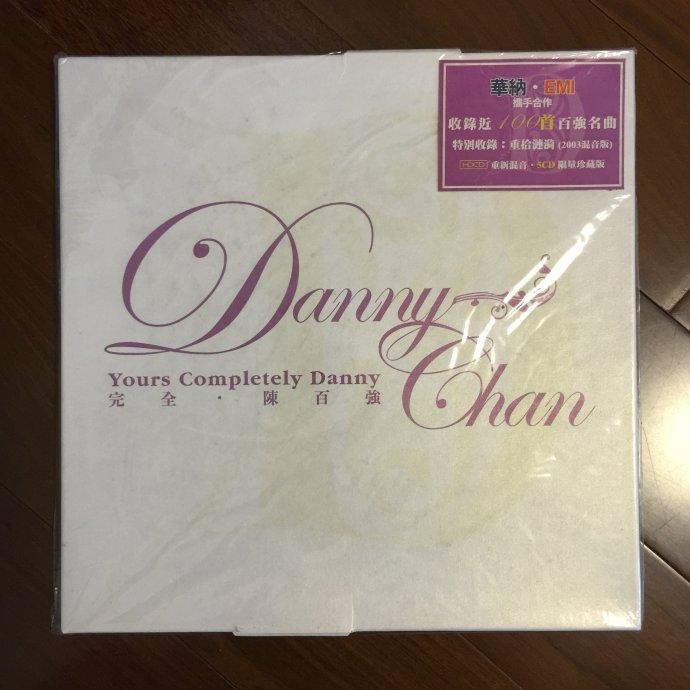 華納·EMI
攜手合作
收錄近100首百強名曲
特別收錄：重拾漣漪 (2003混音版)
HDCD 重新混音·5CD 限量珍藏版
Danny
Chan
Yours Completely Danny
完全·陳百強